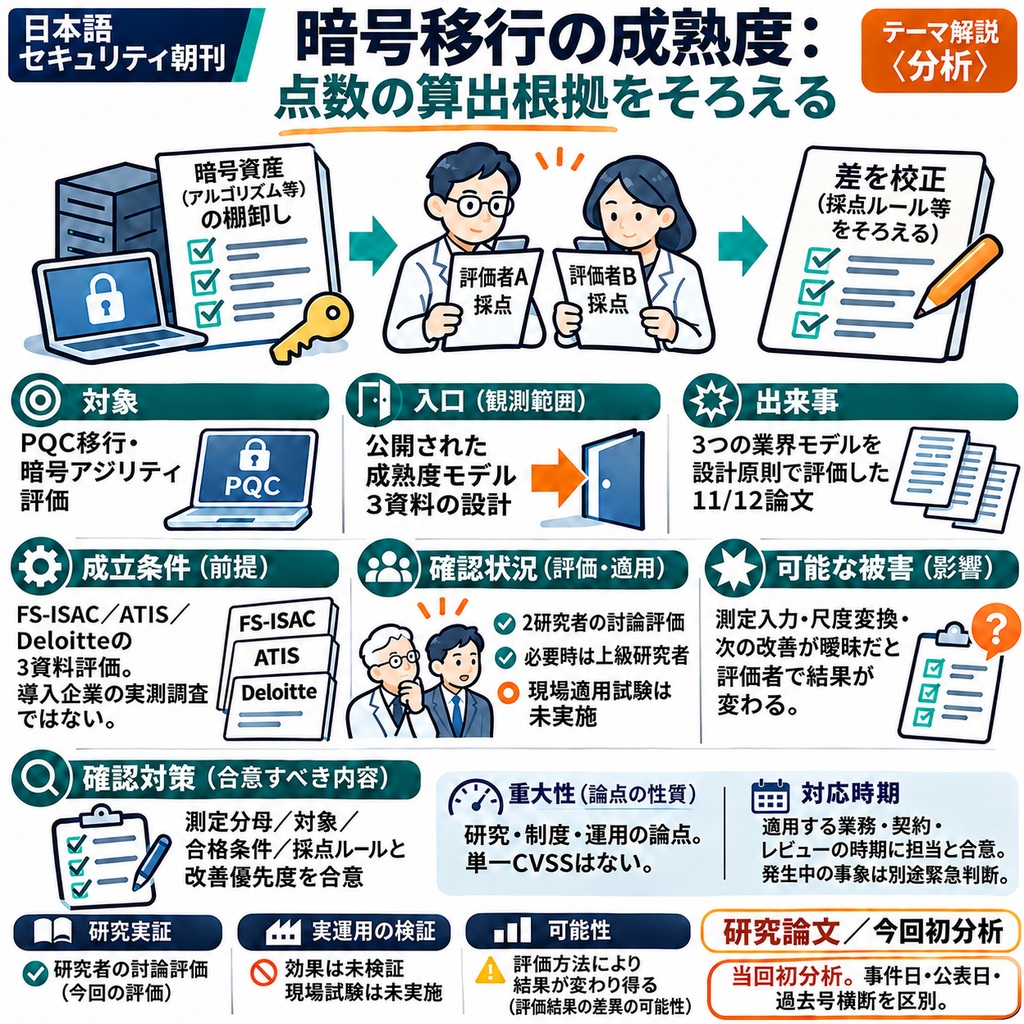 日本語
セキュリティ朝刊
暗号移行の成熟度：
点数の算出根拠をそろえる
テーマ解説
〈分析〉
暗号資産
(アルゴリズム等)
の棚卸し
評価者A
採点
評価者B
採点
差を校正
(採点ルール等
をそろえる)
対象
PQC移行・
暗号アジリティ
評価
PQC
入口（観測範囲）
公開された
成熟度モデル
3資料の設計
出来事
3つの業界モデルを
設計原則で評価した
11/12論文
成立条件（前提）
FS-ISAC／ATIS／
Deloitteの
3資料評価。
導入企業の実測調査
ではない。
FS-ISAC
ATIS
Deloitte
確認状況（評価・適用）
2研究者の討論評価
必要時は上級研究者
現場適用試験は
未実施
可能な被害（影響）
測定入力・尺度変換・
次の改善が曖昧だと
評価者で結果が
変わる。
?
確認対策（合意すべき内容）
測定分母／対象／
合格条件／採点ルールと
改善優先度を合意
重大性（論点の性質）
研究・制度・運用の論点。
単一CVSSはない。
対応時期
適用する業務・契約・
レビューの時期に担当と合意。
発生中の事象は別途緊急判断。
研究実証
研究者の討論評価
（今回の評価）
実運用の検証
効果は未検証
現場試験は未実施
可能性
評価方法により
結果が変わり得る
(評価結果の差異の可能性)
研究論文／今回初分析
当回初分析。事件日・公表日・
過去号横断を区別。